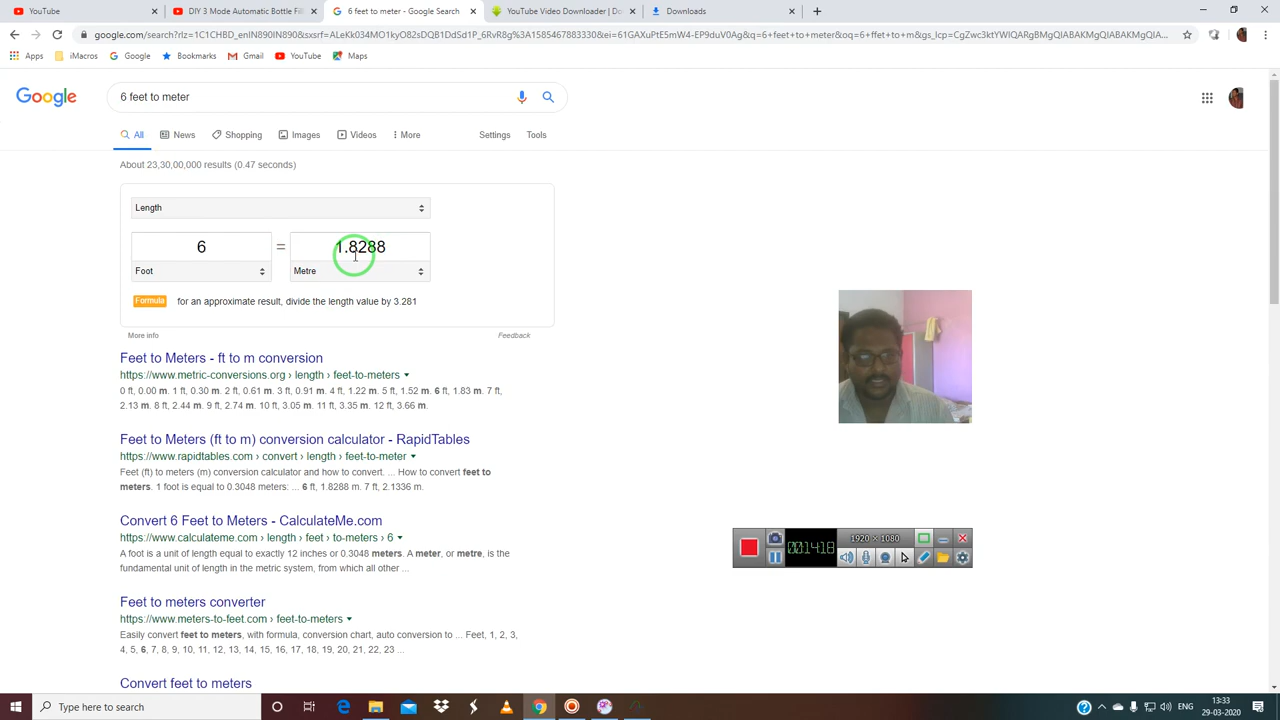 YouTube
DIY 3 Mode Automatic Bottle Fill
6 feet to meter - Google Search
YouTube Video Downloader | Do
Downloads
google.com/search?rlz=1C1CHBD_enIN890IN890&sxsrf=ALeKk034MO1kyO82sDQB1DdSd1P_6RvR8g%3A1585467883330&ei=61GAXuPtE5mW4-EP9duV0Ag&q=6+feet+to+meter&oq=6+ffet+to+m&gs_lcp=CgZwc3ktYWIQARgBMgQIABAKMgQIABAKMgQIABAKMgQIA...
Apps
iMacros
Google
Bookmarks
Gmail
YouTube
Maps
Google
6 feet to meter
All
News
Shopping
Images
Videos
More
Settings
Tools
About 23,30,00,000 results (0.47 seconds)
Length
6 = 1.8288
Foot
Metre
Formula for an approximate result, divide the length value by 3.281
More info
Feedback
Feet to Meters - ft to m conversion
https://www.metric-conversions.org › length › feet-to-meters
0 ft, 0.00 m. 1 ft, 0.30 m. 2 ft, 0.61 m. 3 ft, 0.91 m. 4 ft, 1.22 m. 5 ft, 1.52 m. 6 ft, 1.83 m. 7 ft,
2.13 m. 8 ft, 2.44 m. 9 ft, 2.74 m. 10 ft, 3.05 m. 11 ft, 3.35 m. 12 ft, 3.66 m.
Feet to Meters (ft to m) conversion calculator - RapidTables
https://www.rapidtables.com › convert › length › feet-to-meter
Feet (ft) to meters (m) conversion calculator and how to convert. ... How to convert feet to
meters. 1 foot is equal to 0.3048 meters: ... 6 ft, 1.8288 m. 7 ft, 2.1336 m.
Convert 6 Feet to Meters - CalculateMe.com
https://www.calculateme.com › length › feet › to-meters › 6
A foot is a unit of length equal to exactly 12 inches or 0.3048 meters. A meter, or metre, is the
fundamental unit of length in the metric system, from which all other ...
Feet to meters converter
https://www.meters-to-feet.com › feet-to-meters
Easily convert feet to meters, with formula, conversion chart, auto conversion to ... Feet, 1, 2, 3,
4, 5, 6, 7, 8, 9, 10, 11, 12, 13, 14, 15, 16, 17, 18, 19, 20, 21, 22, 23 ...
Convert feet to meters
00:14:18
1920 × 1080
Type here to search
13:33
29-03-2020